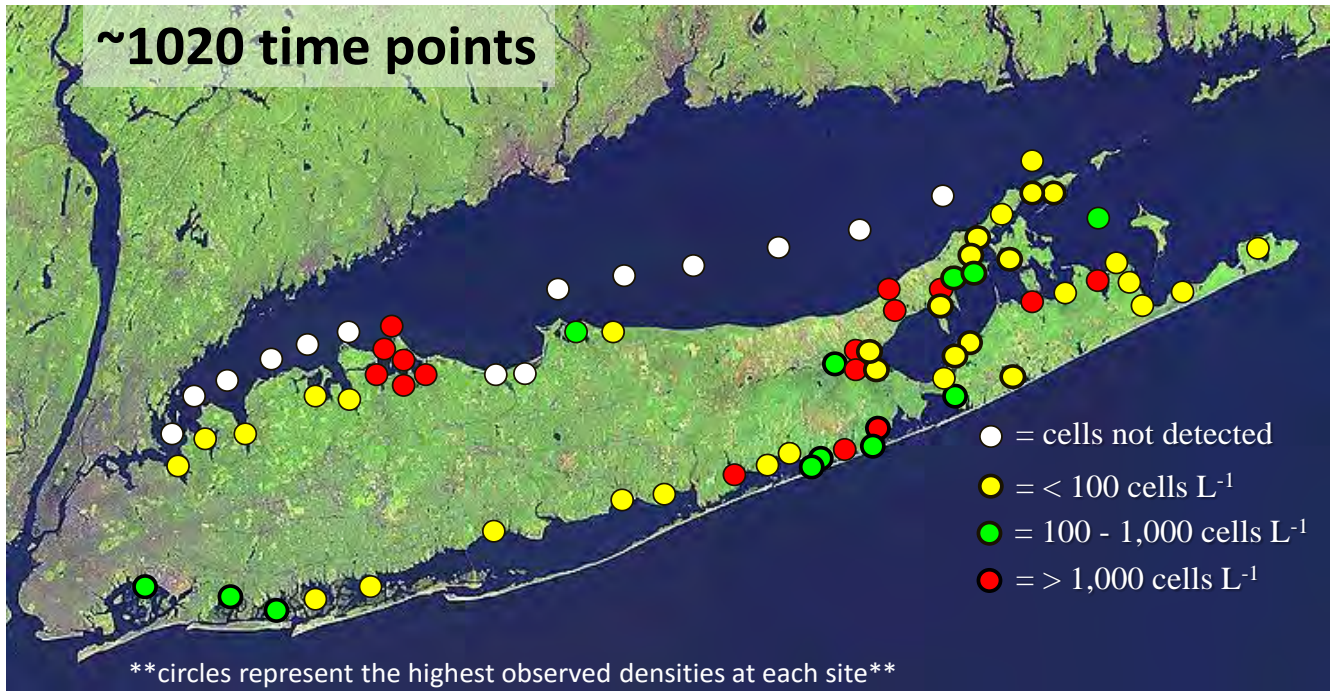 ~1020 time points
= cells not detected
= < 100 cells L⁻¹
= 100 - 1,000 cells L⁻¹
= > 1,000 cells L⁻¹
**circles represent the highest observed densities at each site**